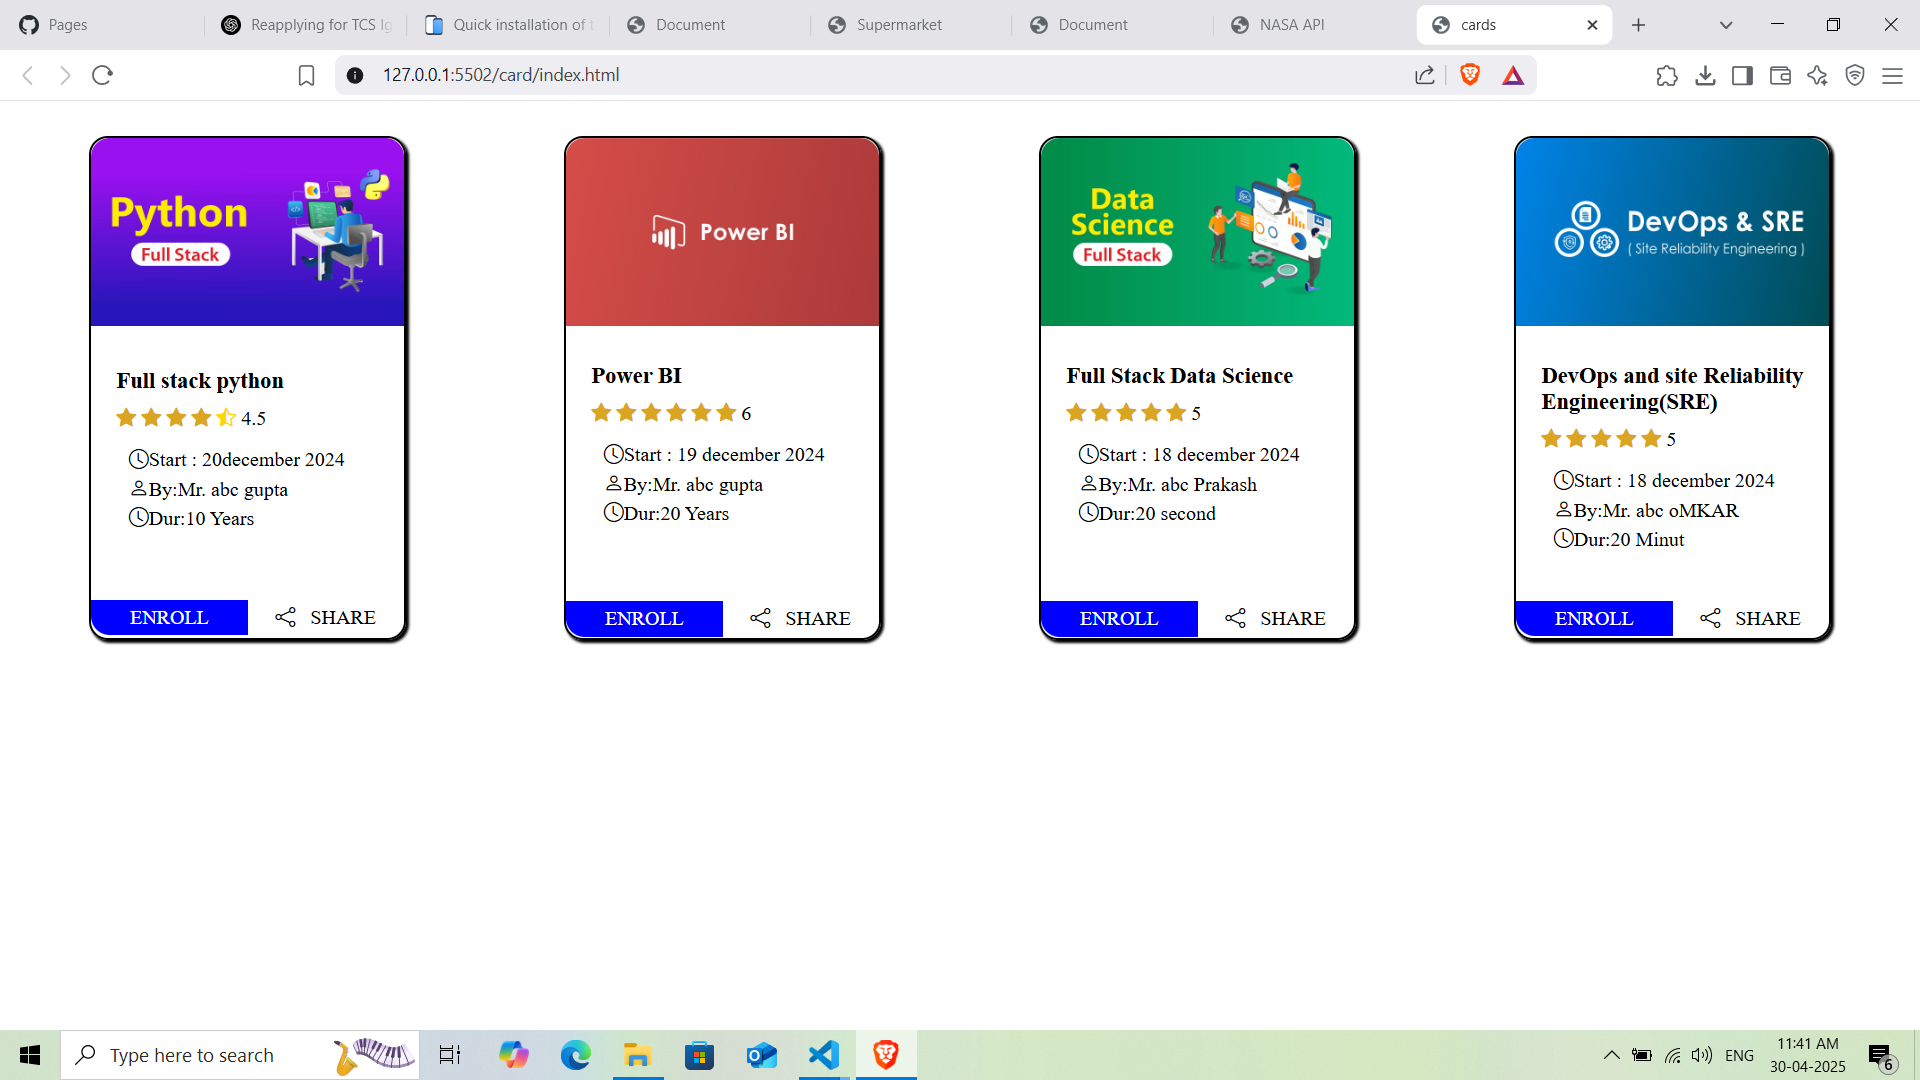 Pages
Reapplying for TCS Ig
Quick installation of t
Document
Supermarket
Document
NASA API
cards
127.0.0.1:5502/card/index.html
Python
Full Stack
Full stack python
4.5
Start : 20december 2024
By:Mr. abc gupta
Dur:10 Years
ENROLL
SHARE
Power BI
Power BI
6
Start : 19 december 2024
By:Mr. abc gupta
Dur:20 Years
ENROLL
SHARE
Data
Science
Full Stack
Full Stack Data Science
5
Start : 18 december 2024
By:Mr. abc Prakash
Dur:20 second
ENROLL
SHARE
DevOps & SRE
( Site Reliability Engineering )
DevOps and site Reliability
Engineering(SRE)
5
Start : 18 december 2024
By:Mr. abc oMKAR
Dur:20 Minut
ENROLL
SHARE
Type here to search
ENG
11:41 AM
30-04-2025
6